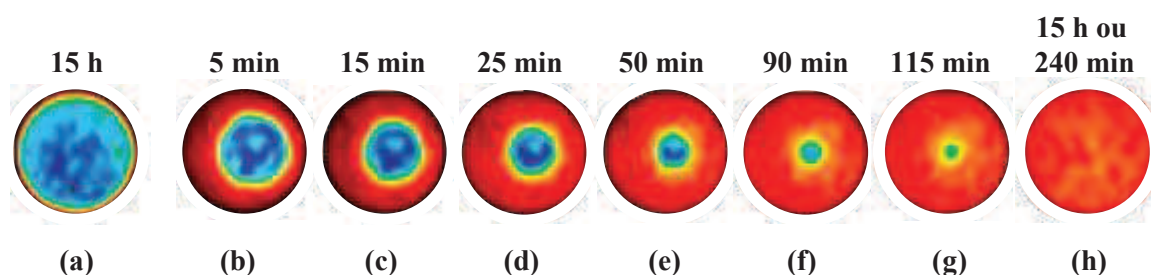 15 h ou
15 h 5 min 15 min 25 min 50 min 90 min 115 min 240 min
(a) (b) (c) (d) (e) (f) (g) (h)